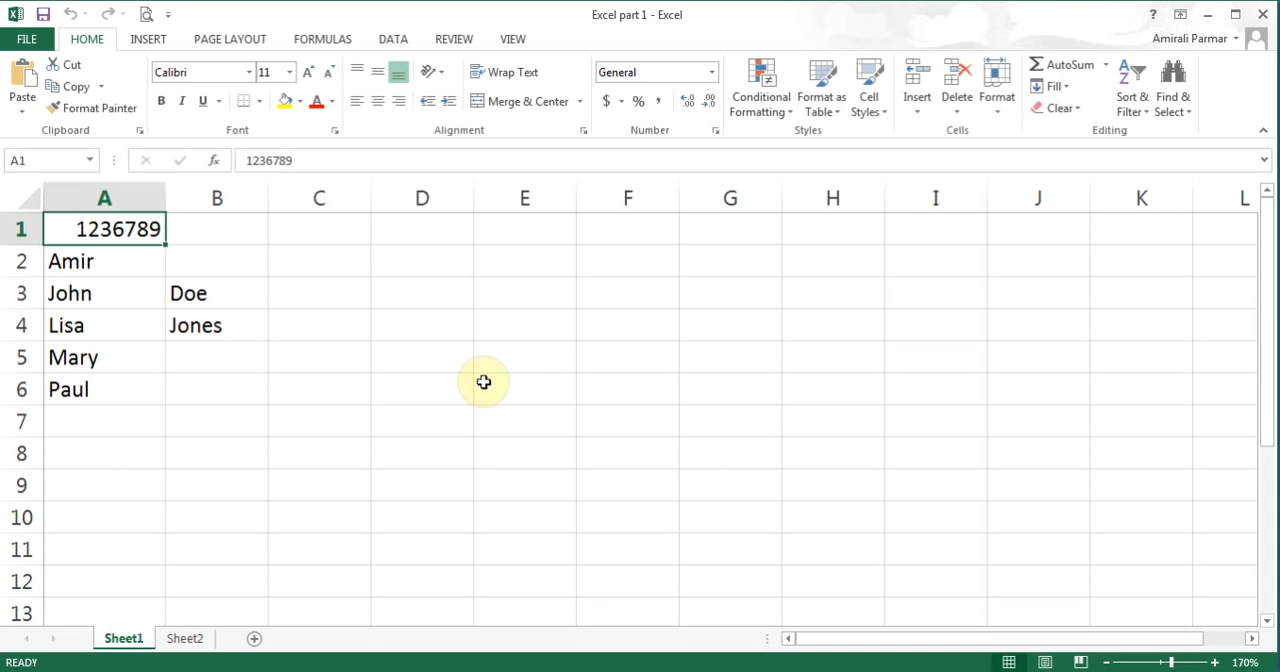 Excel part 1 - Excel
?
FILE HOME INSERT PAGE LAYOUT FORMULAS DATA REVIEW VIEW
Amirali Parmar
Paste
Cut
Copy
Format Painter
Clipboard
Calibri 11 A A
B I U A
Font
Wrap Text
Merge & Center
Alignment
General
$ % ,
Number
Conditional Formatting
Format as Table
Cell Styles
Styles
Insert Delete Format
Cells
AutoSum
Fill
Clear
Sort & Filter
Find & Select
Editing
A1 fx 1236789
A B C D E F G H I J K L
1 1236789
2 Amir
3 John Doe
4 Lisa Jones
5 Mary
6 Paul
7
8
9
10
11
12
13
Sheet1 Sheet2
READY 170%